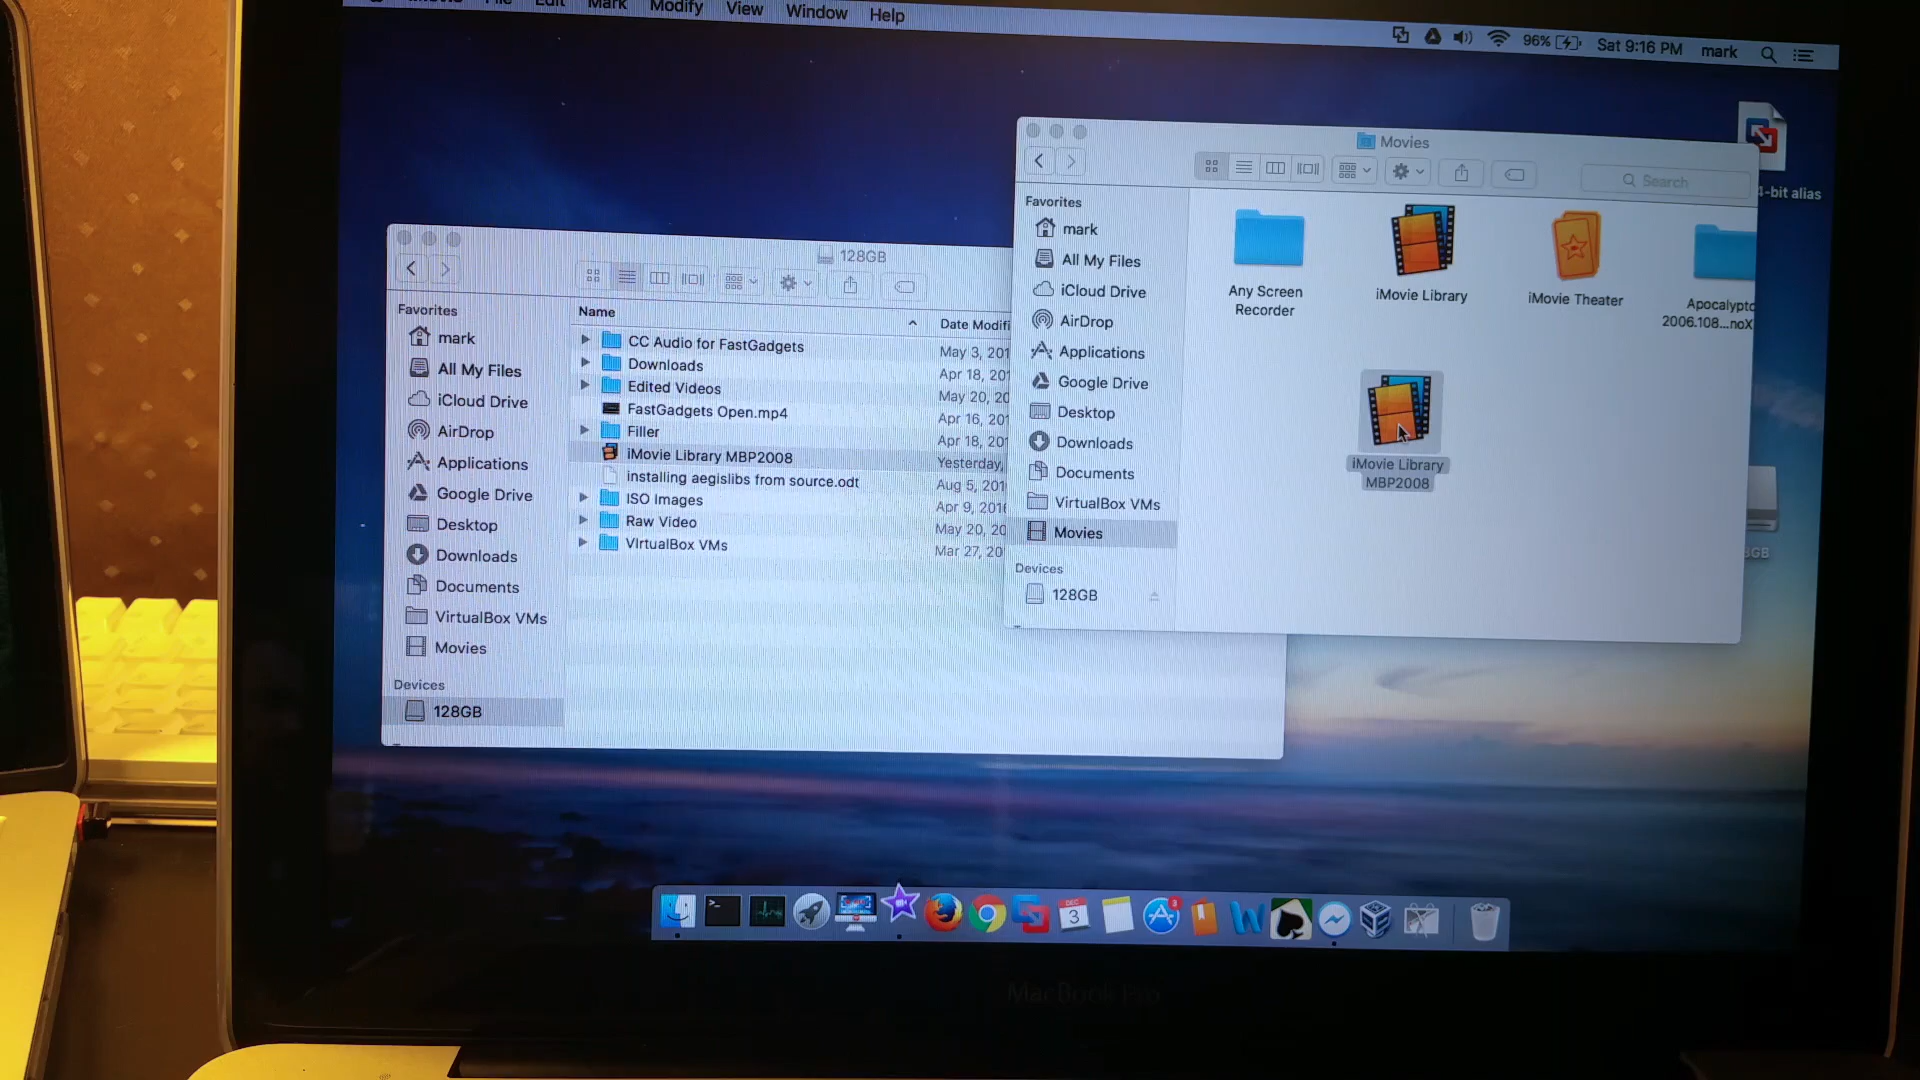 File Edit Mark Modify View Window Help
96% Sat 9:16 PM mark
4-bit alias
Movies
Search
Favorites
mark
All My Files
iCloud Drive
AirDrop
Applications
Google Drive
Desktop
Downloads
Documents
VirtualBox VMs
Movies
Devices
128GB
Any Screen
Recorder
iMovie Library
iMovie Theater
Apocalypto
2006.108...noX
iMovie Library
MBP2008
128GB
Favorites
mark
All My Files
iCloud Drive
AirDrop
Applications
Google Drive
Desktop
Downloads
Documents
VirtualBox VMs
Movies
Devices
128GB
Name Date Modifi
CC Audio for FastGadgets May 3, 201
Downloads Apr 18, 201
Edited Videos May 20, 20
FastGadgets Open.mp4 Apr 16, 201
Filler Apr 18, 201
iMovie Library MBP2008 Yesterday,
installing aegislibs from source.odt Aug 5, 201
ISO Images Apr 9, 2016
Raw Video May 20, 20
VIrtualBox VMs Mar 27, 20
DEC
3
3
MacBook Pro